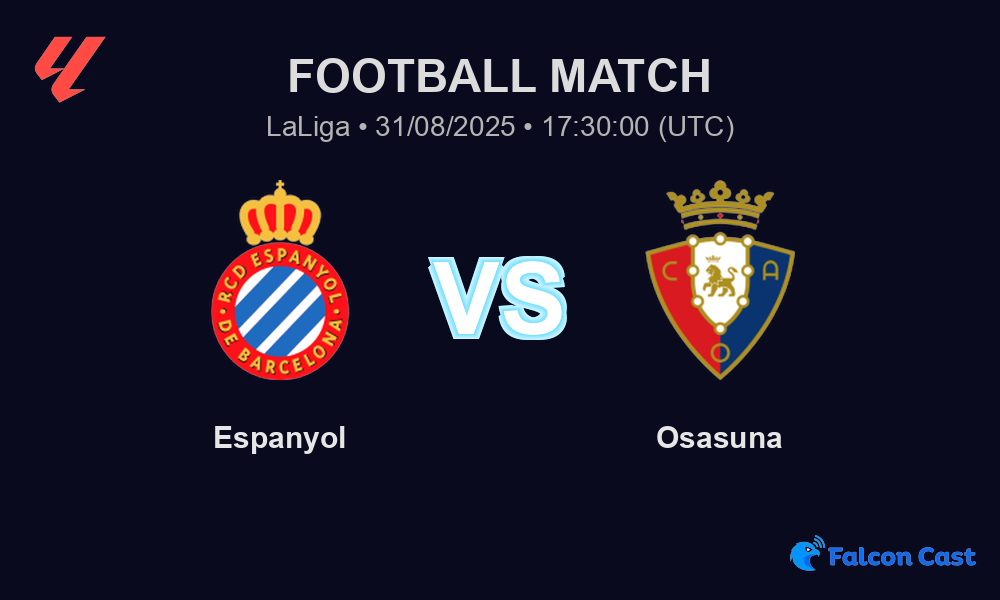 FOOTBALL MATCH
LaLiga • 31/08/2025 • 17:30:00 (UTC)
RCD ESPANYOL
DE BARCELONA
VS
C A
O
Espanyol
Osasuna
Falcon Cast